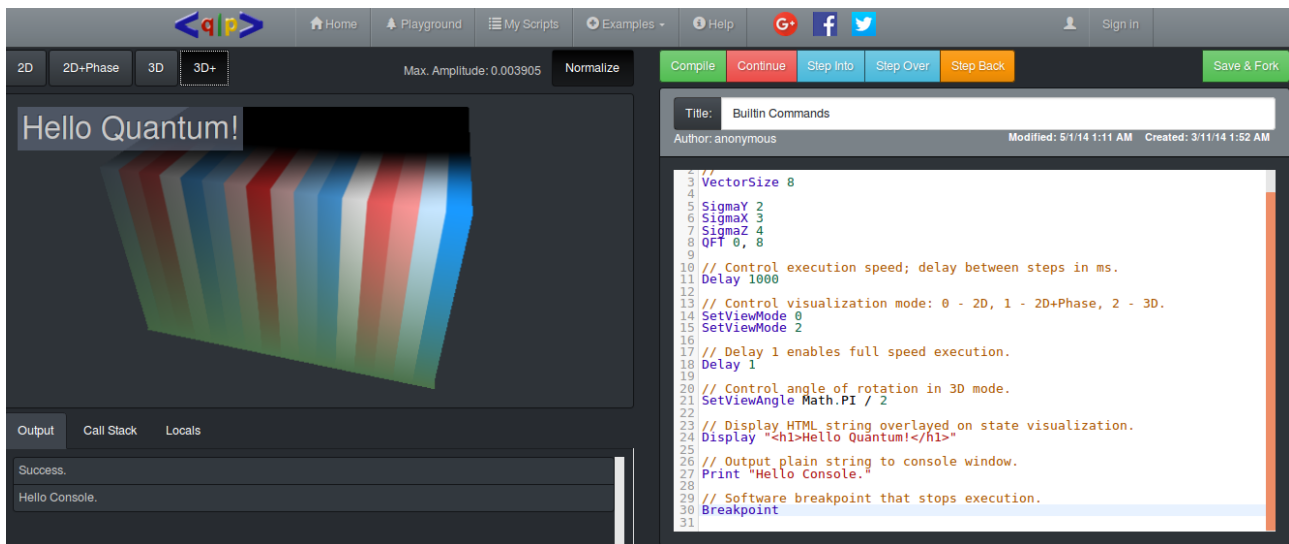 <q|p> Home Playground My Scripts Examples Help G+ f Sign in
2D 2D+Phase 3D 3D+ Max. Amplitude: 0.003905 Normalize
Hello Quantum!
Output Call Stack Locals
Success.
Hello Console.
Compile Continue Step Into Step Over Step Back Save & Fork
Title: Builtin Commands
Author: anonymous Modified: 5/1/14 1:11 AM Created: 3/11/14 1:52 AM
2 //
3 VectorSize 8
4
5 SigmaY 2
6 SigmaX 3
7 SigmaZ 4
8 QFT 0, 8
9
10 // Control execution speed; delay between steps in ms.
11 Delay 1000
12
13 // Control visualization mode: 0 - 2D, 1 - 2D+Phase, 2 - 3D.
14 SetViewMode 0
15 SetViewMode 2
16
17 // Delay 1 enables full speed execution.
18 Delay 1
19
20 // Control angle of rotation in 3D mode.
21 SetViewAngle Math.PI / 2
22
23 // Display HTML string overlayed on state visualization.
24 Display "<h1>Hello Quantum!</h1>"
25
26 // Output plain string to console window.
27 Print "Hello Console."
28
29 // Software breakpoint that stops execution.
30 Breakpoint
31